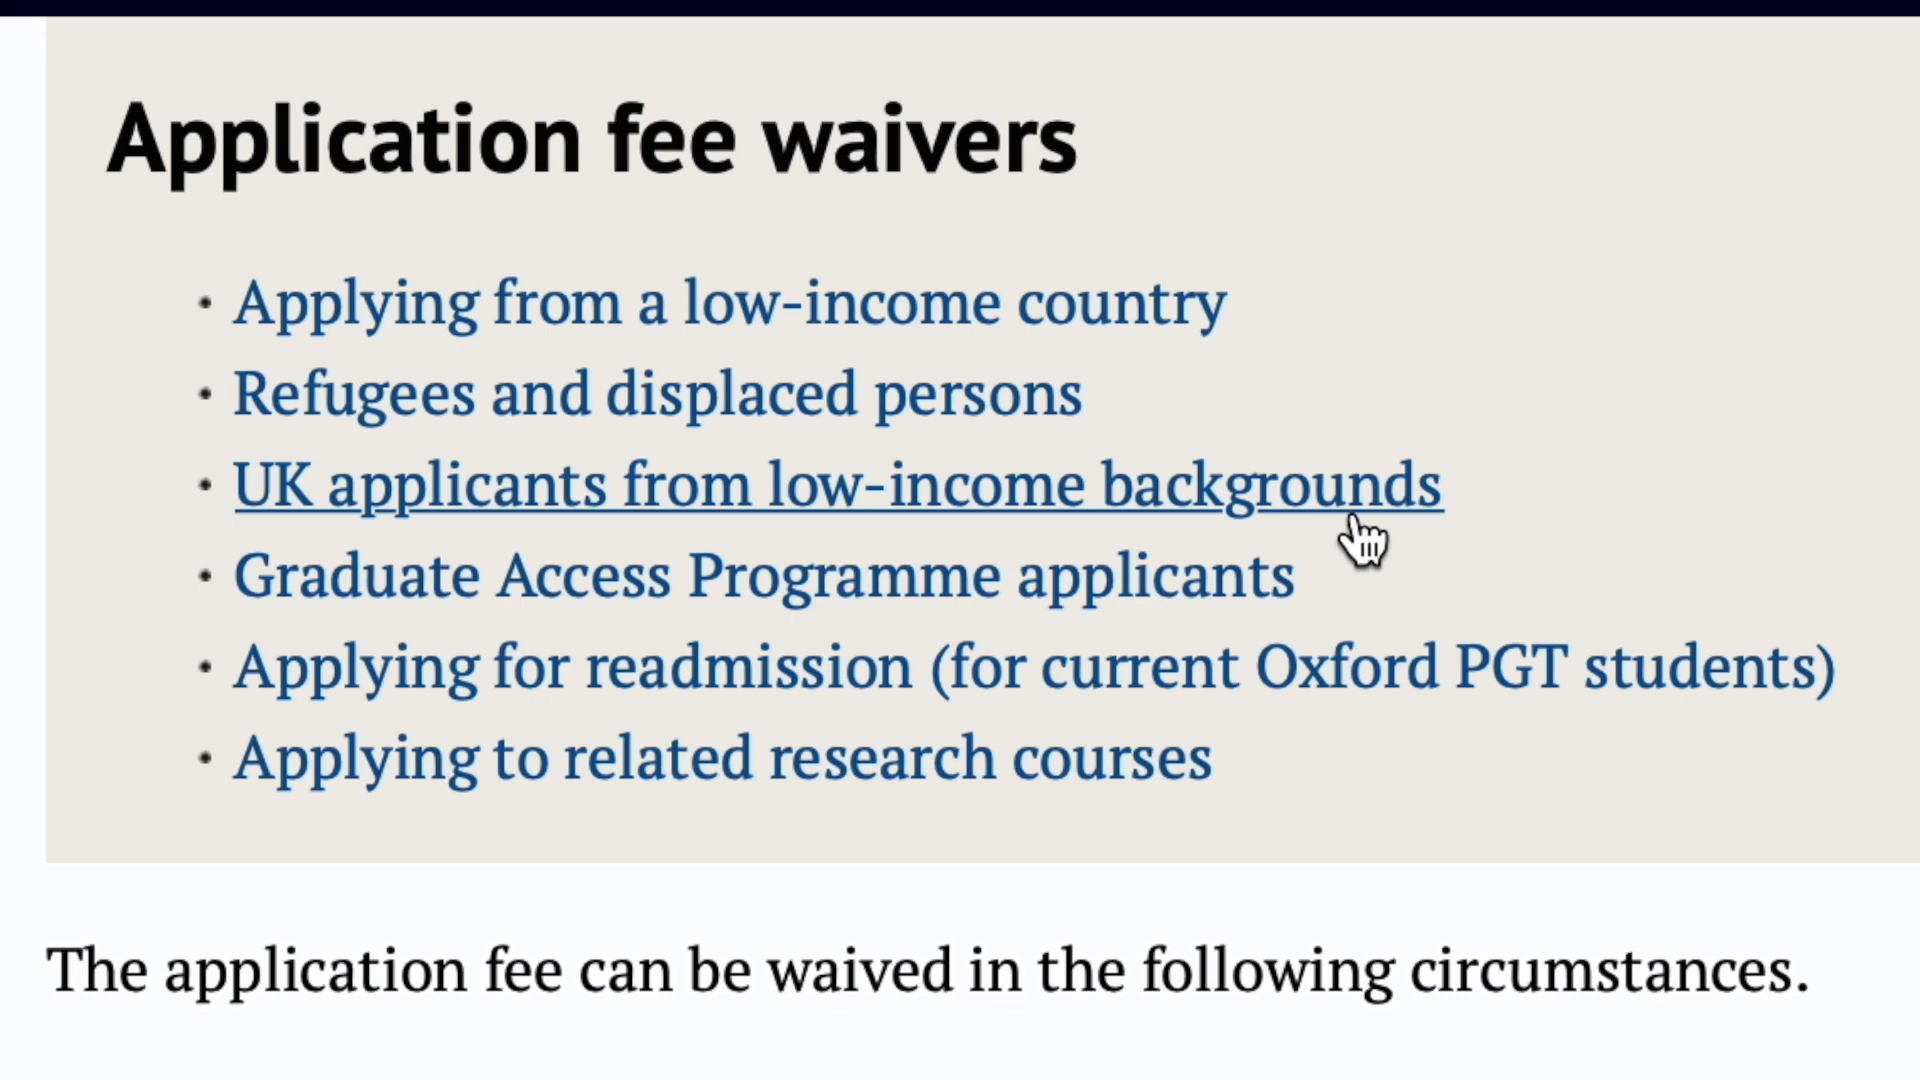 Application fee waivers
• Applying from a low-income country
• Refugees and displaced persons
• UK applicants from low-income backgrounds
• Graduate Access Programme applicants
• Applying for readmission (for current Oxford PGT students)
• Applying to related research courses
The application fee can be waived in the following circumstances.